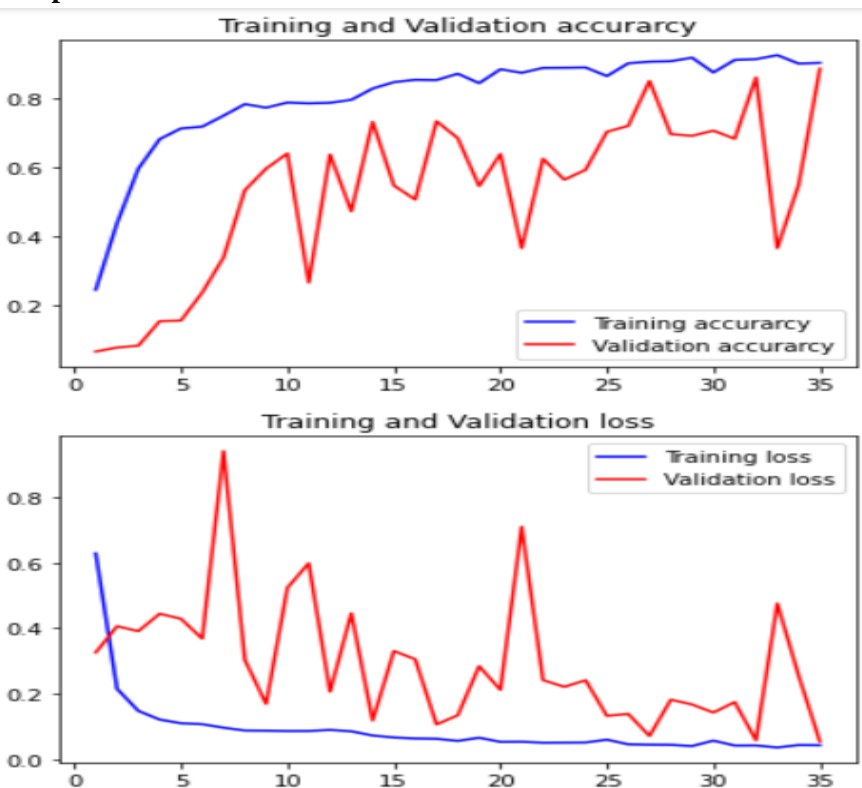 Training and Validation accurarcy
0.8
0.6
0.4
0.2
Training accurarcy
Validation accurarcy
0 5 10 15 20 25 30 35
Training and Validation loss
Training loss
Validation loss
0.8
0.6
0.4
0.2
0.0
0 5 10 15 20 25 30 35